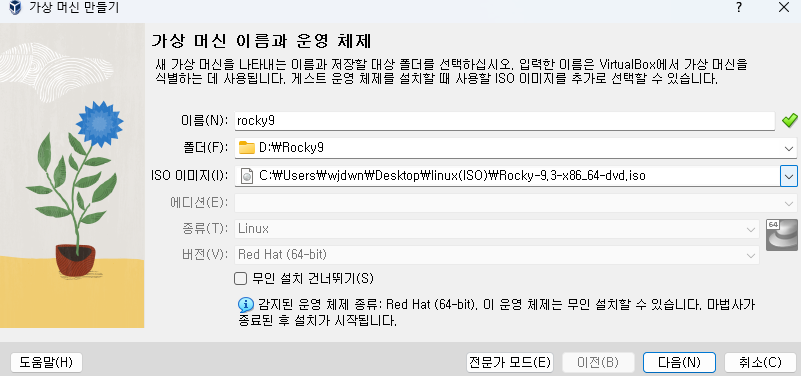 가상 머신 만들기
?
가상 머신 이름과 운영 체제
새 가상 머신을 나타내는 이름과 저장할 대상 폴더를 선택하십시오. 입력한 이름은 VirtualBox에서 가상 머신을
식별하는 데 사용됩니다. 게스트 운영 체제를 설치할 때 사용할 ISO 이미지를 추가로 선택할 수 있습니다.
이름(N): rocky9
폴더(F): D:₩Rocky9
ISO 이미지(I): C:₩Users₩wjdwn₩Desktop₩linux(ISO)₩Rocky-9.3-x86_64-dvd.iso
에디션(E):
종류(T): Linux
64
버전(V): Red Hat (64-bit)
무인 설치 건너뛰기(S)
감지된 운영 체제 종류: Red Hat (64-bit). 이 운영 체제는 무인 설치할 수 있습니다. 마법사가
종료된 후 설치가 시작됩니다.
도움말(H) 전문가 모드(E) 이전(B) 다음(N) 취소(C)